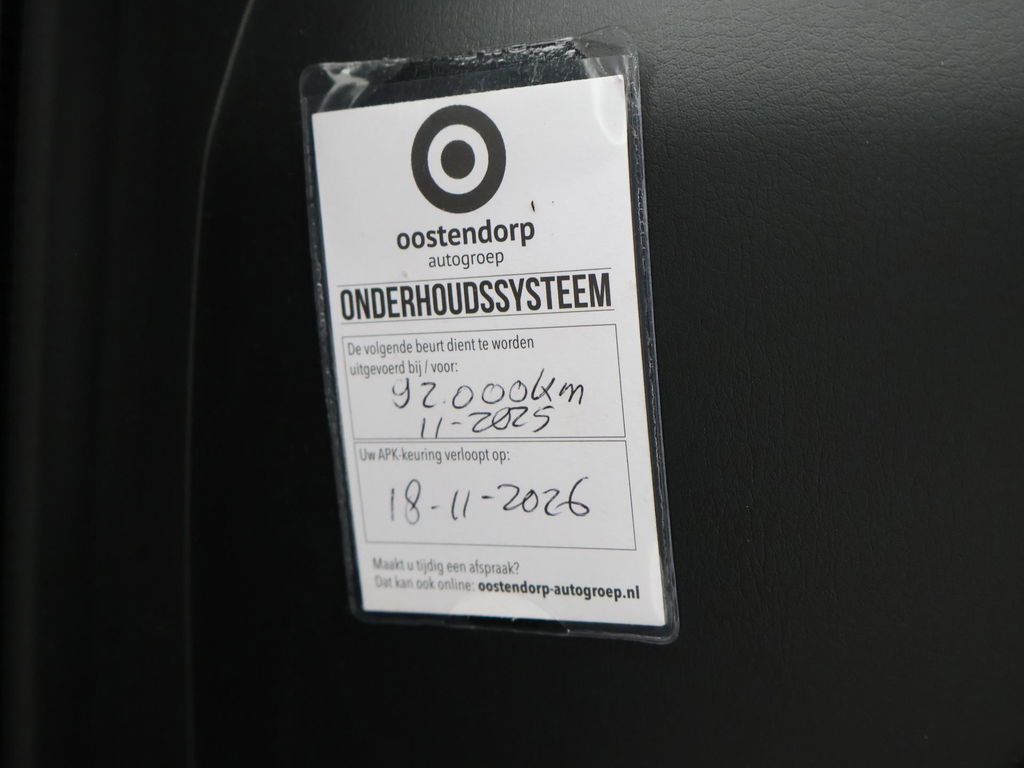 oostendorp
autogroep
ONDERHOUDSSYSTEEM
De volgende beurt dient te worden
uitgevoerd bij / voor:
92.000km
11-2025
Uw APK-keuring verloopt op:
18-11-2026
Maakt u tijdig een afspraak?
Dat kan ook online: oostendorp-autogroep.nl